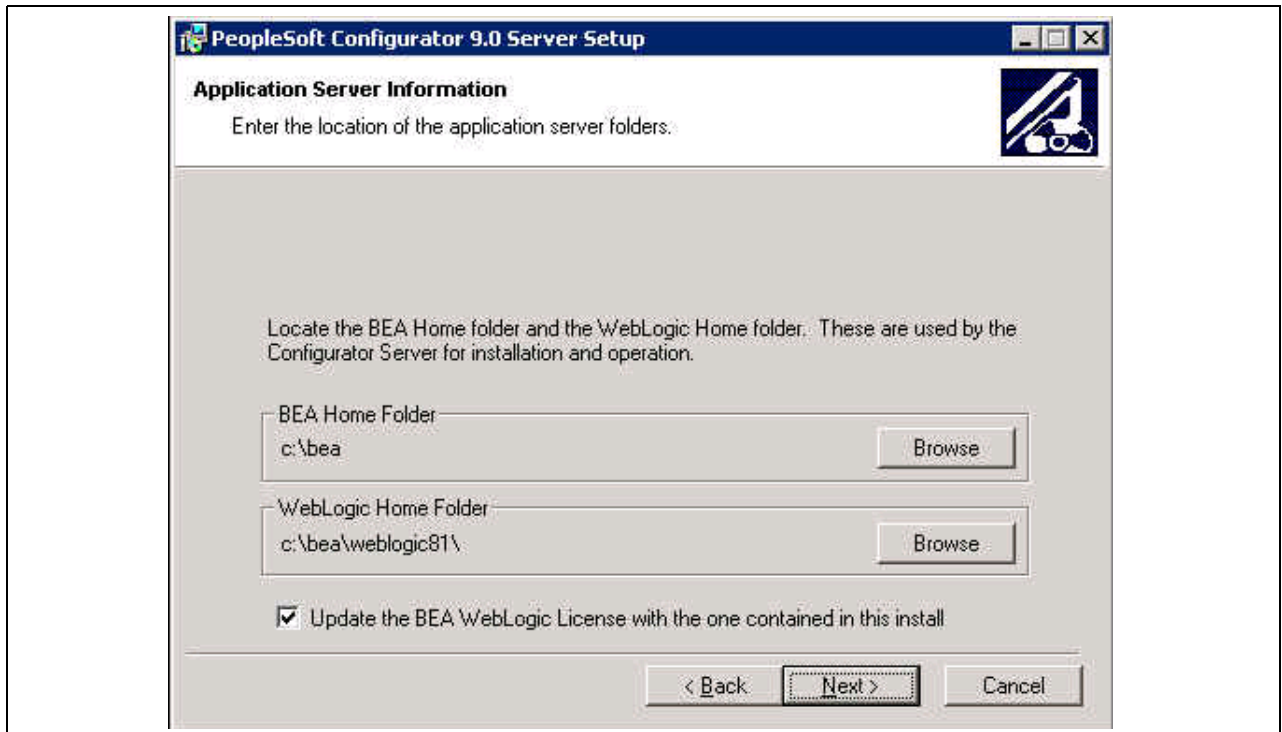 PeopleSoft Configurator 9.0 Server Setup
Application Server Information
Enter the location of the application server folders.
Locate the BEA Home folder and the WebLogic Home folder.  These are used by the
Configurator Server for installation and operation.
BEA Home Folder
c:\bea
Browse
WebLogic Home Folder
c:\bea\weblogic81\
Browse
Update the BEA WebLogic License with the one contained in this install
< Back
Next >
Cancel